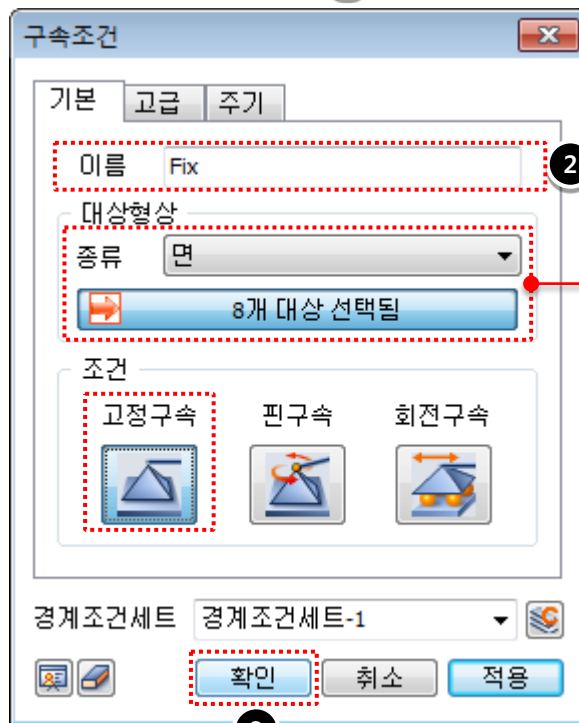 구속조건
기본 고급 주기
이름 Fix 2
대상형상
종류 면
8개 대상 선택됨
조건
고정구속 핀구속 회전구속
경계조건세트 경계조건세트-1
확인 취소 적용